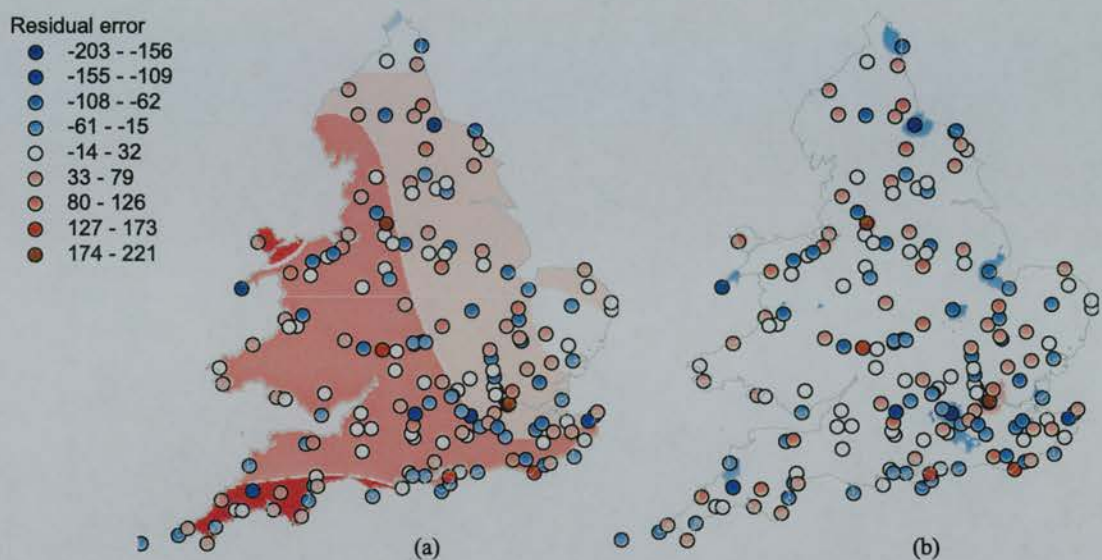 Residual error
-203 - -156
-155 - -109
-108 - -62
-61 - -15
-14 - 32
33 - 79
80 - 126
127 - 173
174 - 221
(a)
(b)